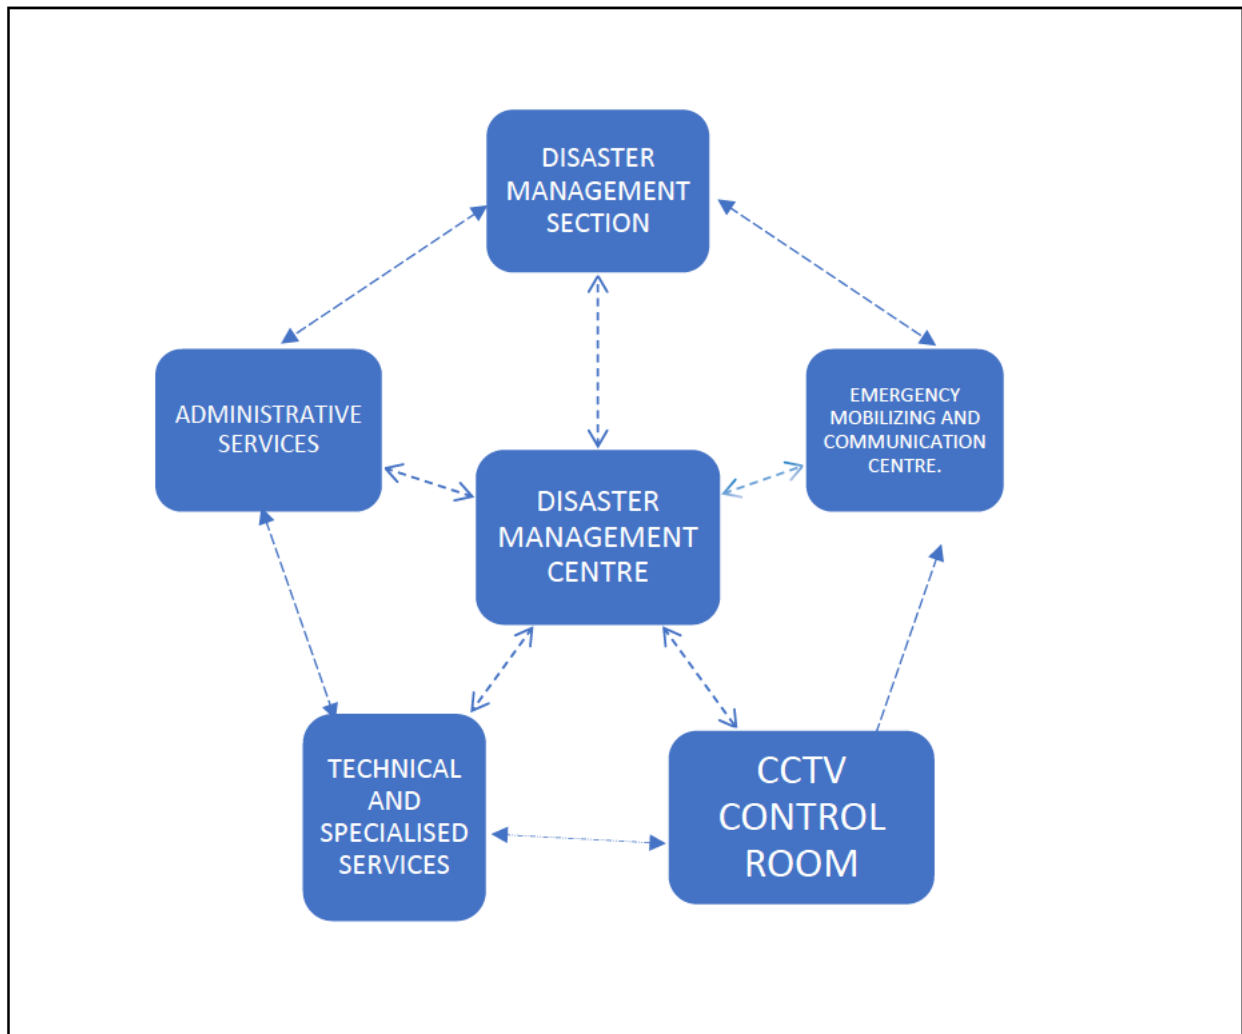 DISASTER
MANAGEMENT
SECTION
ADMINISTRATIVE
SERVICES
EMERGENCY
MOBILIZING AND
COMMUNICATION
CENTRE.
DISASTER
MANAGEMENT
CENTRE
TECHNICAL
AND
SPECIALISED
SERVICES
CCTV
CONTROL
ROOM